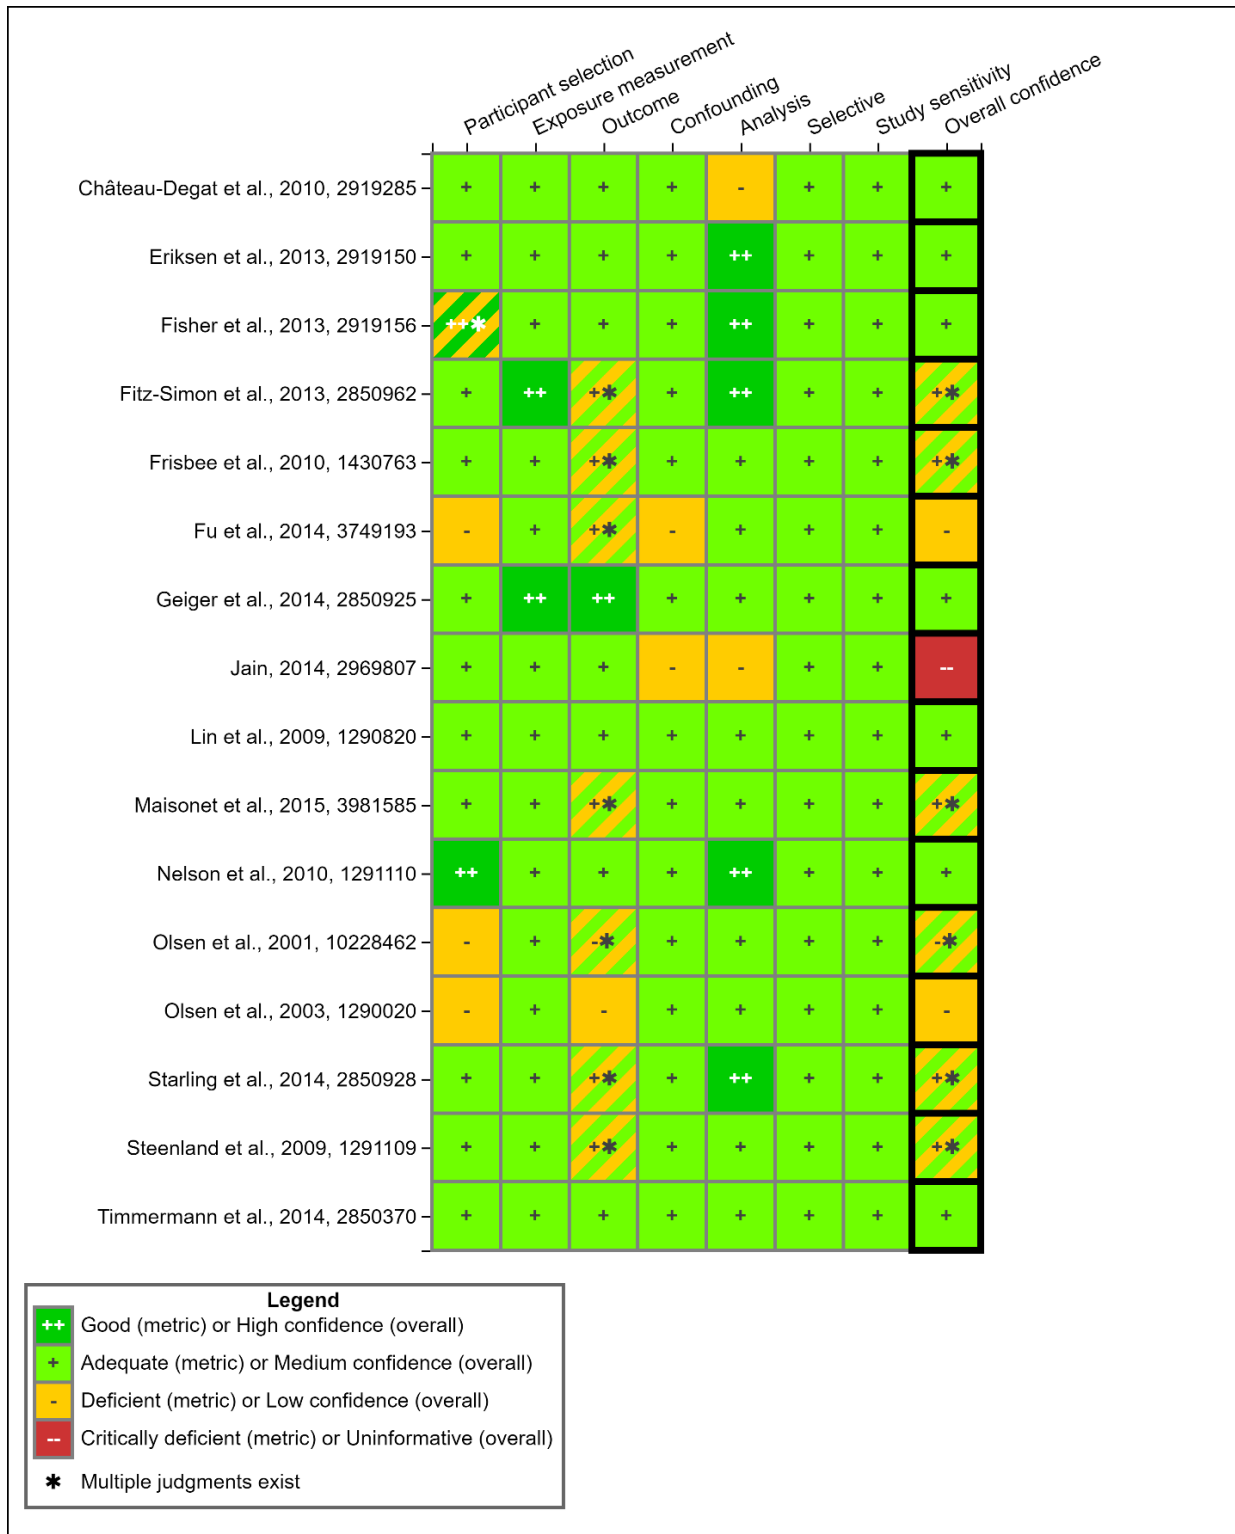 Participant selection
Exposure measurement
Outcome
Confounding
Analysis
Selective
Study sensitivity
Overall confidence
Château-Degat et al., 2010, 2919285 + + + + - + + +
Eriksen et al., 2013, 2919150 + + + + ++ + + +
Fisher et al., 2013, 2919156 ++* + + + ++ + + +
Fitz-Simon et al., 2013, 2850962 + ++ +* + ++ + + +*
Frisbee et al., 2010, 1430763 + + +* + + + + +*
Fu et al., 2014, 3749193 - + +* - + + + -
Geiger et al., 2014, 2850925 + ++ ++ + + + + +
Jain, 2014, 2969807 + + + - - + + --
Lin et al., 2009, 1290820 + + + + + + + +
Maisonet et al., 2015, 3981585 + + +* + + + + +*
Nelson et al., 2010, 1291110 ++ + + + ++ + + +
Olsen et al., 2001, 10228462 - + -* + + + + -*
Olsen et al., 2003, 1290020 - + - + + + + -
Starling et al., 2014, 2850928 + + +* + ++ + + +*
Steenland et al., 2009, 1291109 + + +* + + + + +*
Timmermann et al., 2014, 2850370 + + + + + + + +
Legend
++ Good (metric) or High confidence (overall)
+ Adequate (metric) or Medium confidence (overall)
- Deficient (metric) or Low confidence (overall)
-- Critically deficient (metric) or Uninformative (overall)
* Multiple judgments exist